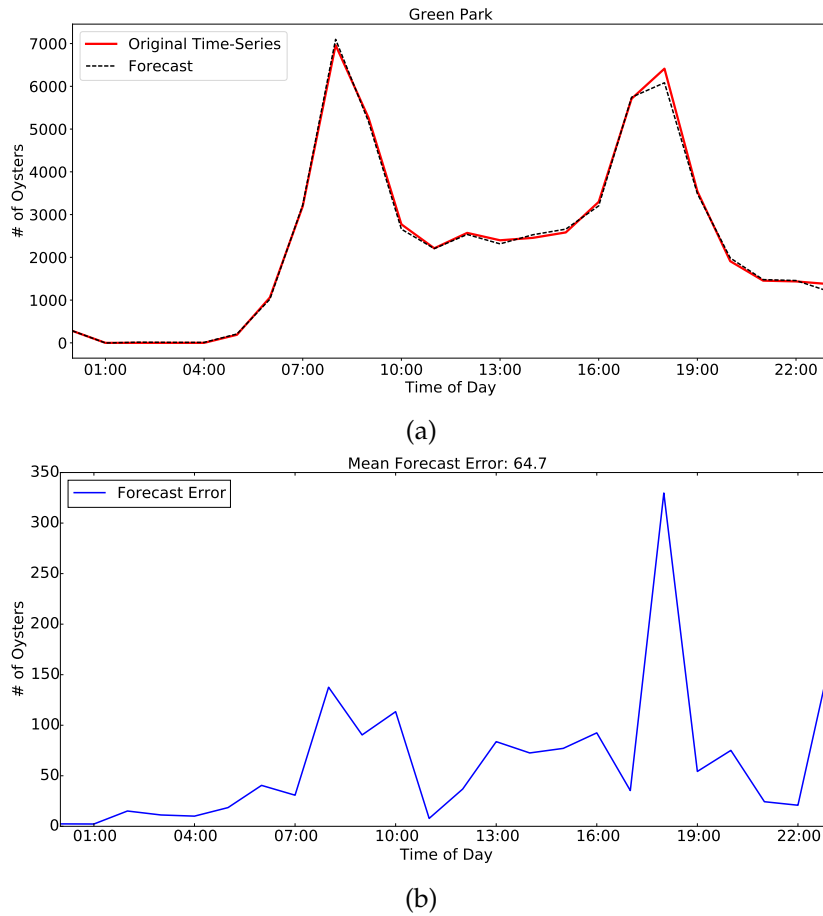 Green Park
7000
6000
5000
4000
3000
2000
1000
0
# of Oysters
Original Time-Series
Forecast
01:00 04:00 07:00 10:00 13:00 16:00 19:00 22:00
Time of Day
(a)
Mean Forecast Error: 64.7
350
300
250
200
150
100
50
0
# of Oysters
Forecast Error
01:00 04:00 07:00 10:00 13:00 16:00 19:00 22:00
Time of Day
(b)